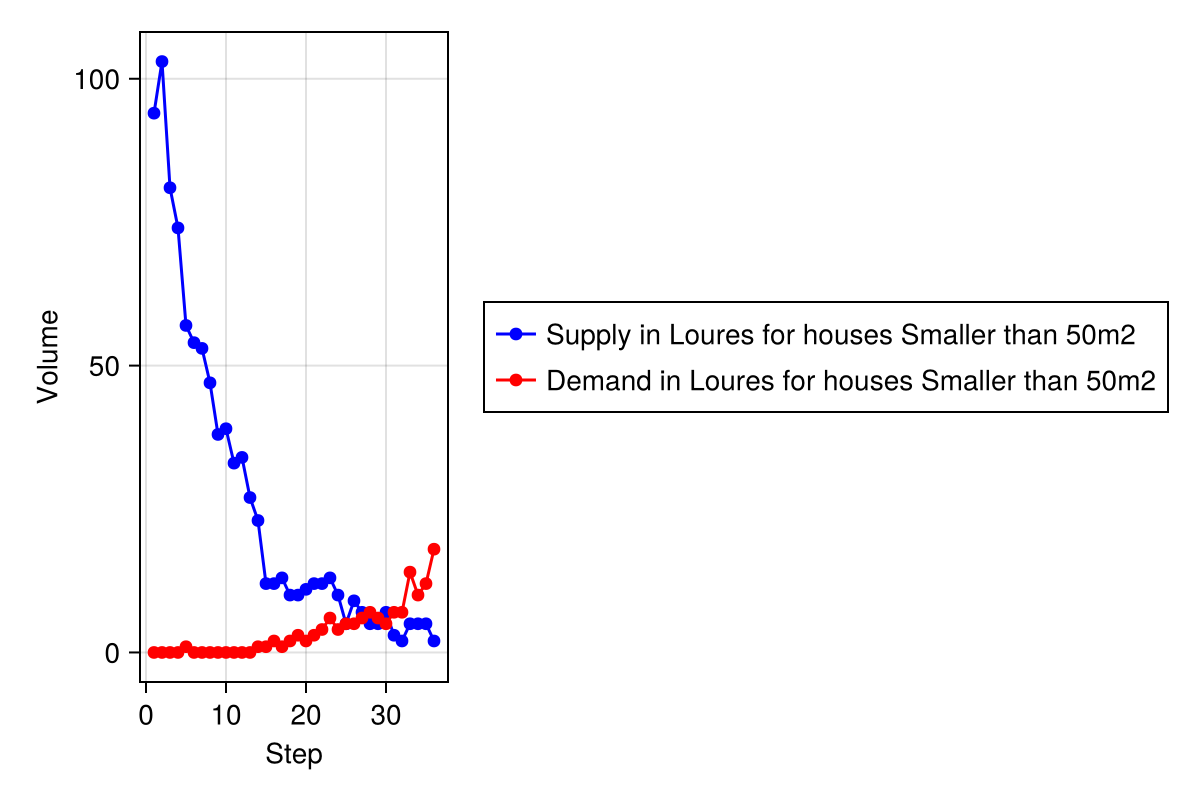 100
50
0
Volume
0 10 20 30
Step
Supply in Loures for houses Smaller than 50m2
Demand in Loures for houses Smaller than 50m2